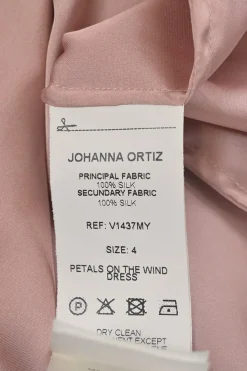 JOHANNA ORTIZ
PRINCIPAL FABRIC
100% SILK
SECUNDARY FABRIC
100% SILK
REF: V1437MY
SIZE: 4
PETALS ON THE WIND
DRESS
DRY CLEAN
EXCEPT